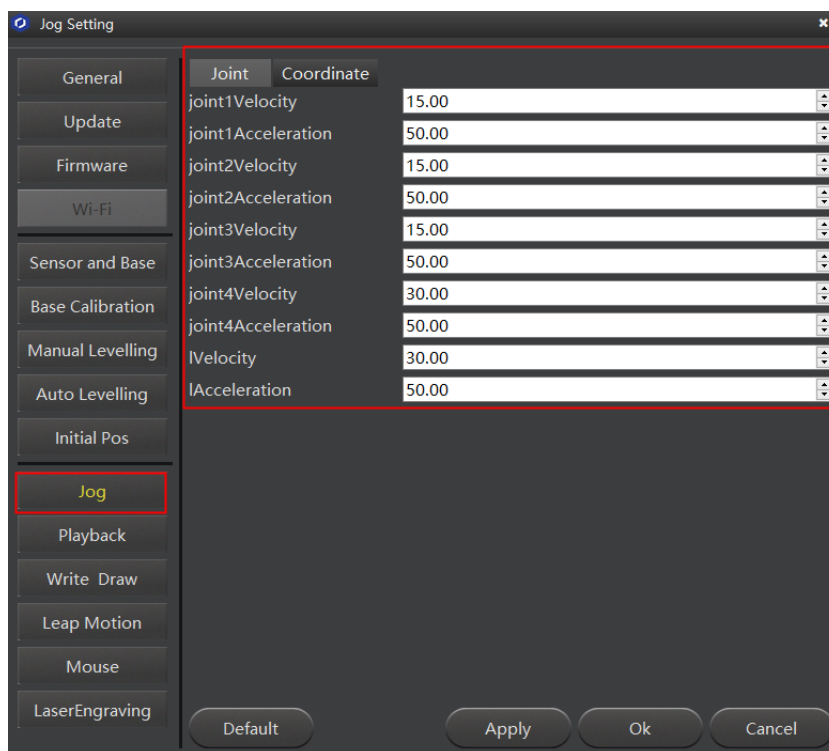 Jog Setting
General
Update
Firmware
Wi-Fi
Sensor and Base
Base Calibration
Manual Levelling
Auto Levelling
Initial Pos
Jog
Playback
Write Draw
Leap Motion
Mouse
LaserEngraving
Joint Coordinate
joint1Velocity 15.00
joint1Acceleration 50.00
joint2Velocity 15.00
joint2Acceleration 50.00
joint3Velocity 15.00
joint3Acceleration 50.00
joint4Velocity 30.00
joint4Acceleration 50.00
lVelocity 30.00
lAcceleration 50.00
Default Apply Ok Cancel